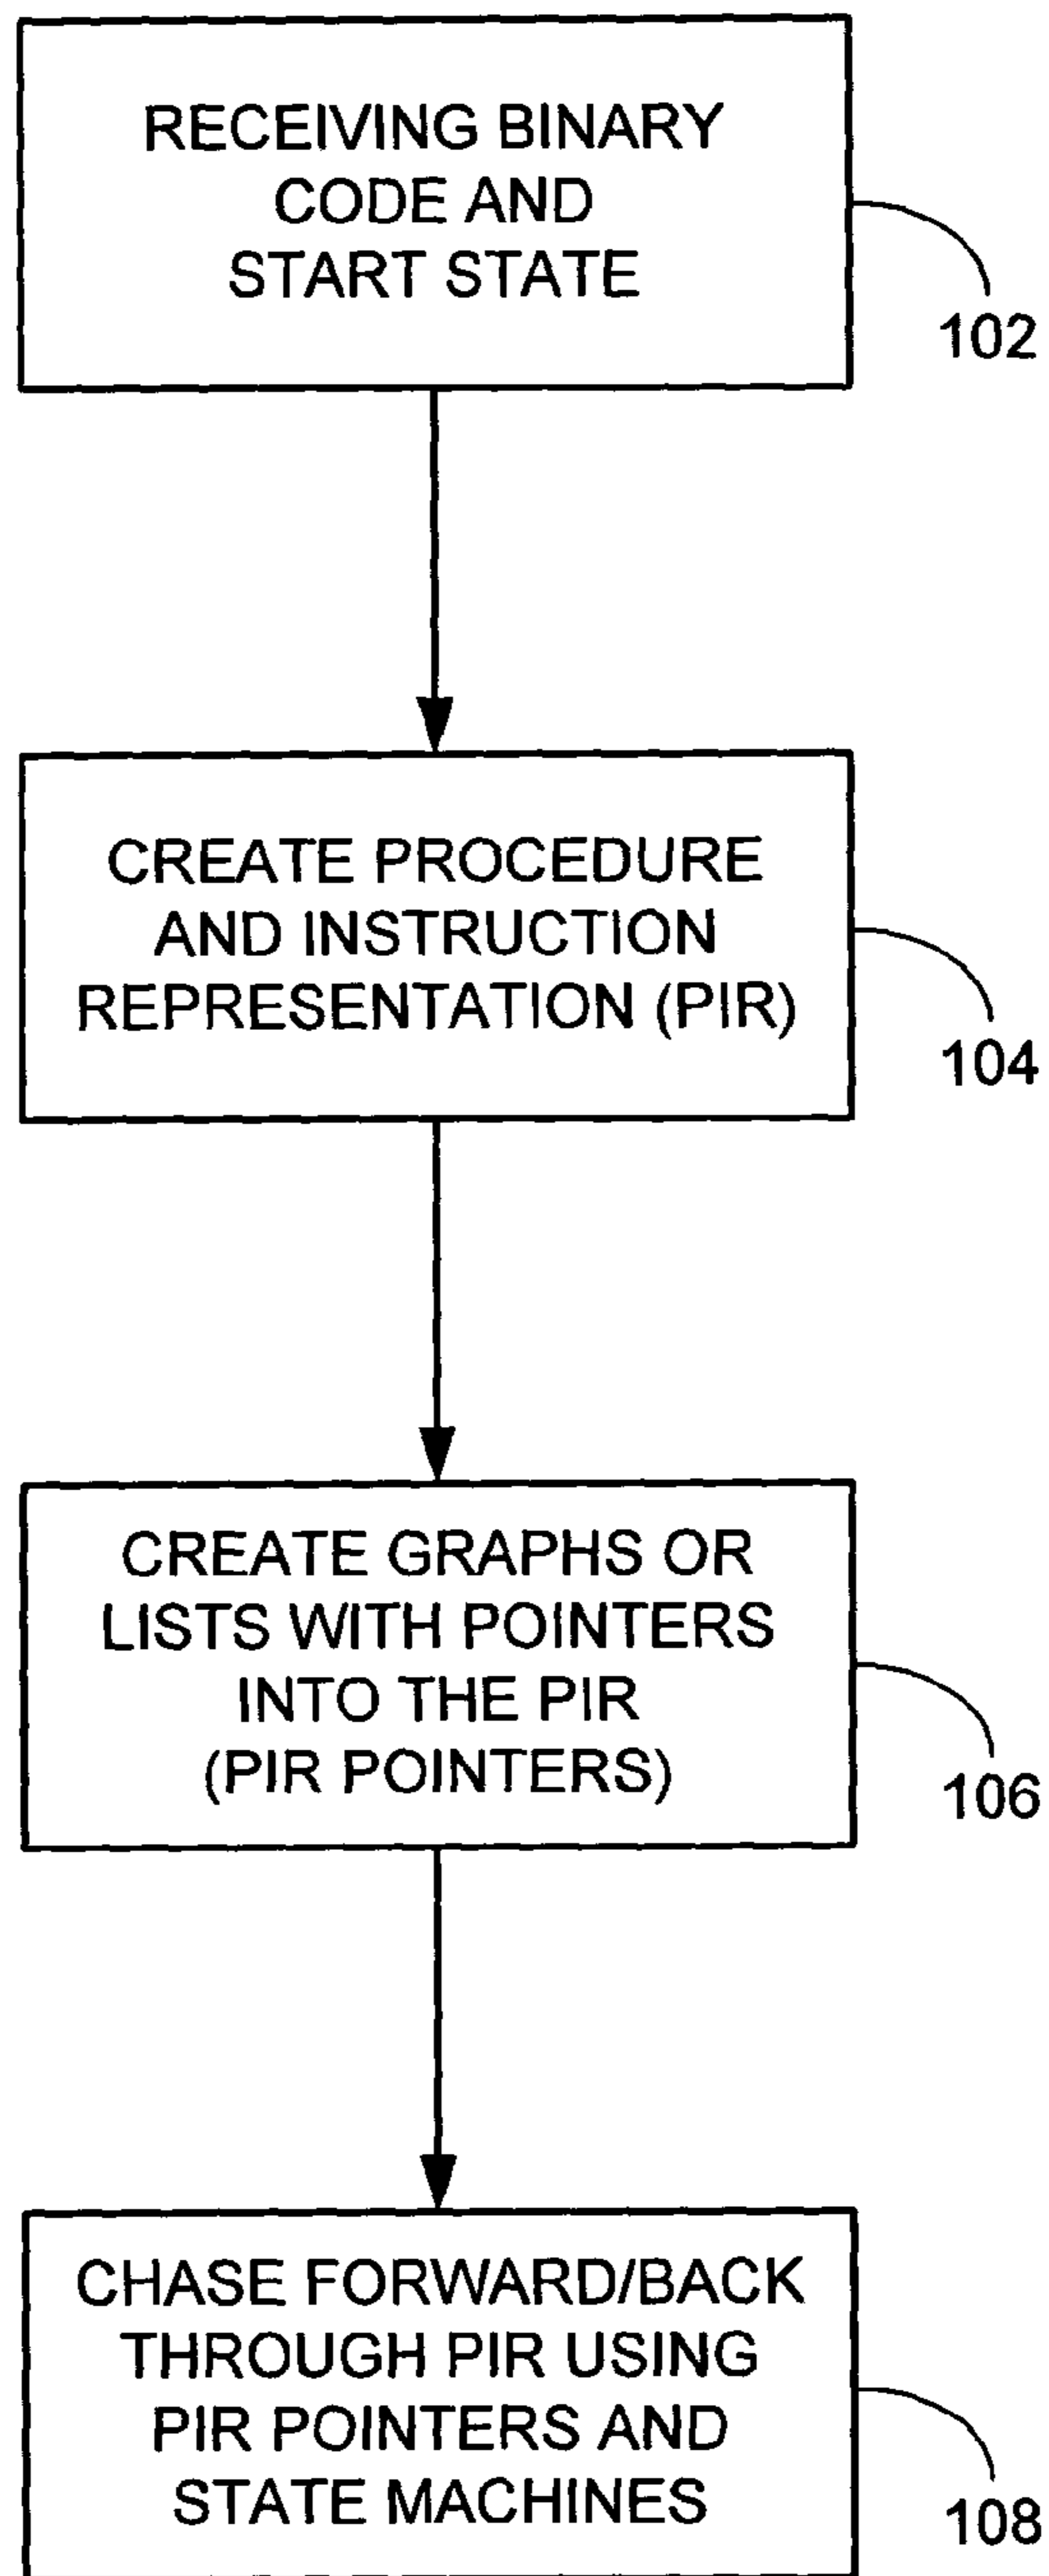 RECEIVING BINARY
CODE AND
START STATE
102
CREATE PROCEDURE
AND INSTRUCTION
REPRESENTATION (PIR)
104
CREATE GRAPHS OR
LISTS WITH POINTERS
INTO THE PIR
(PIR POINTERS)
106
CHASE FORWARD/BACK
THROUGH PIR USING
PIR POINTERS AND
STATE MACHINES
108